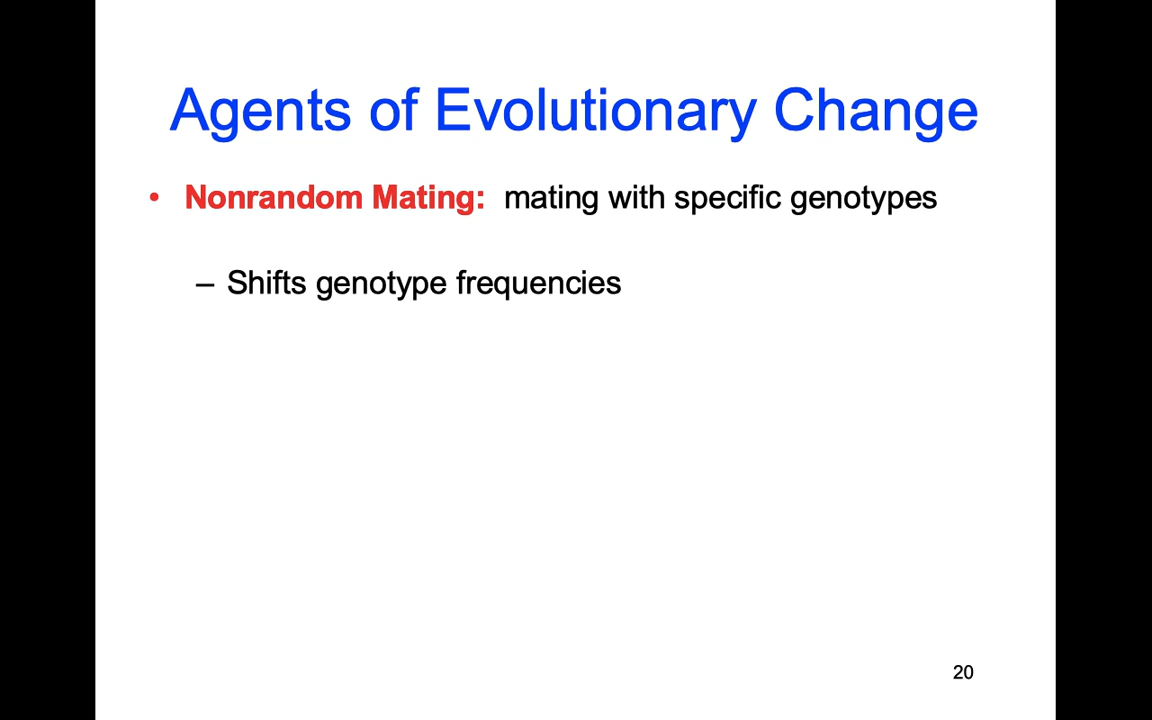 Agents of Evolutionary Change
• Nonrandom Mating: mating with specific genotypes
– Shifts genotype frequencies
20